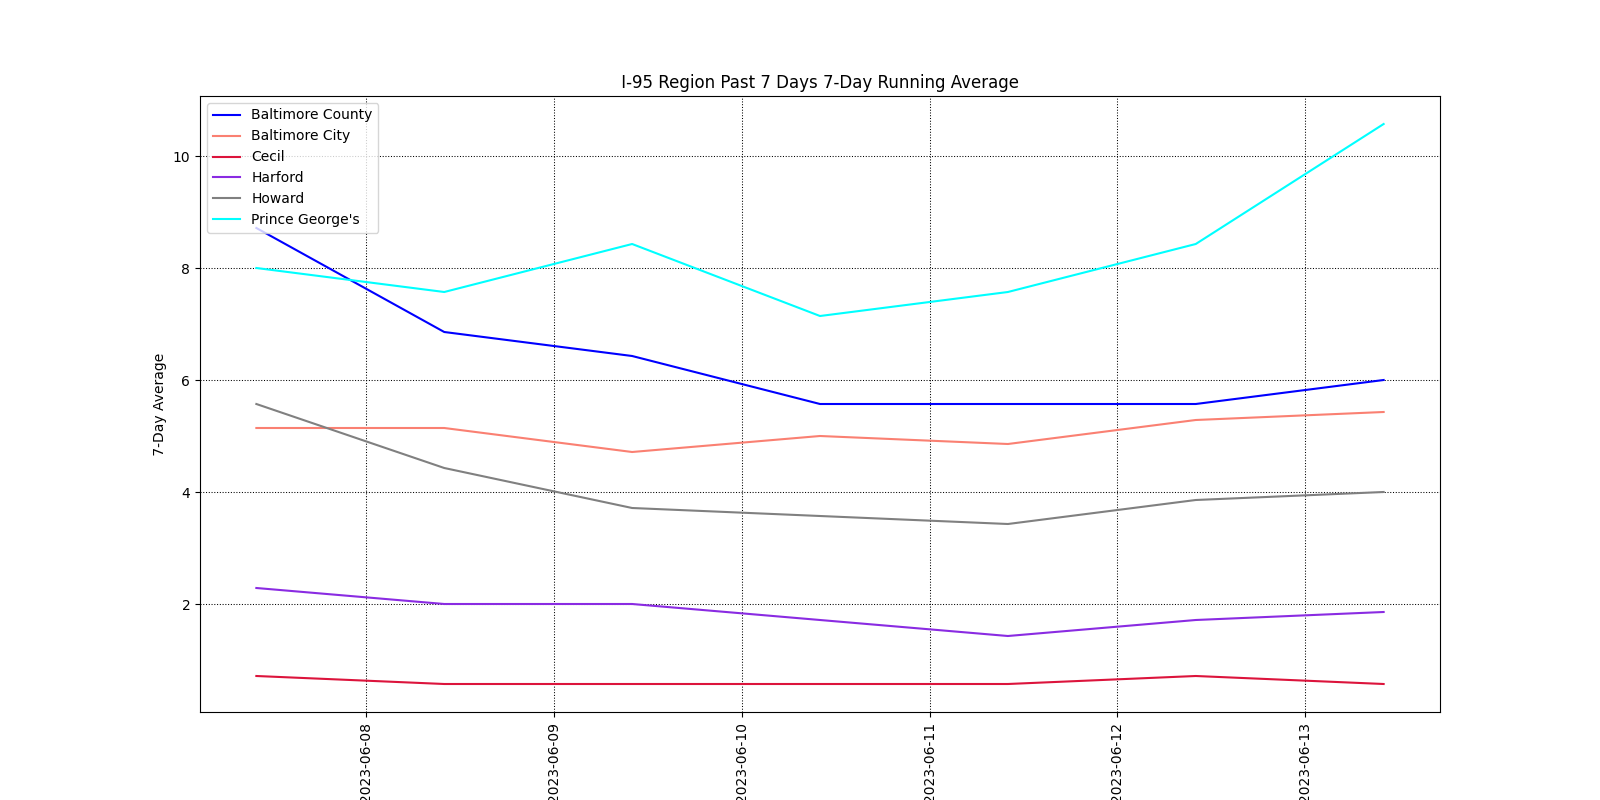 I-95 Region Past 7 Days 7-Day Running Average
Baltimore County
Baltimore City
Cecil
Harford
Howard
Prince George's
7-Day Average
10
8
6
4
2
2023-06-08
2023-06-09
2023-06-10
2023-06-11
2023-06-12
2023-06-13